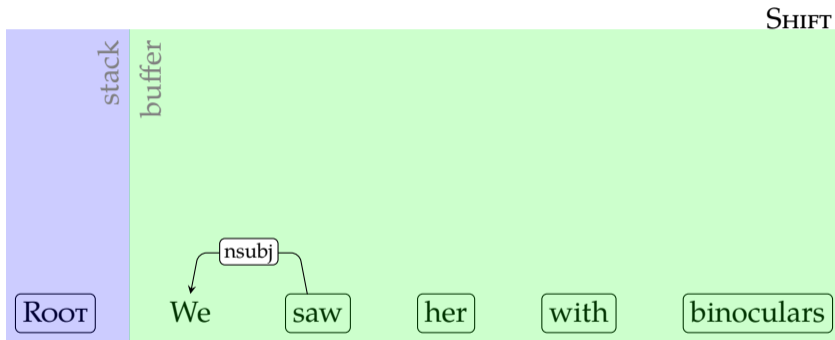 SHIFT
stack
buffer
nsubj
ROOT We saw her with binoculars